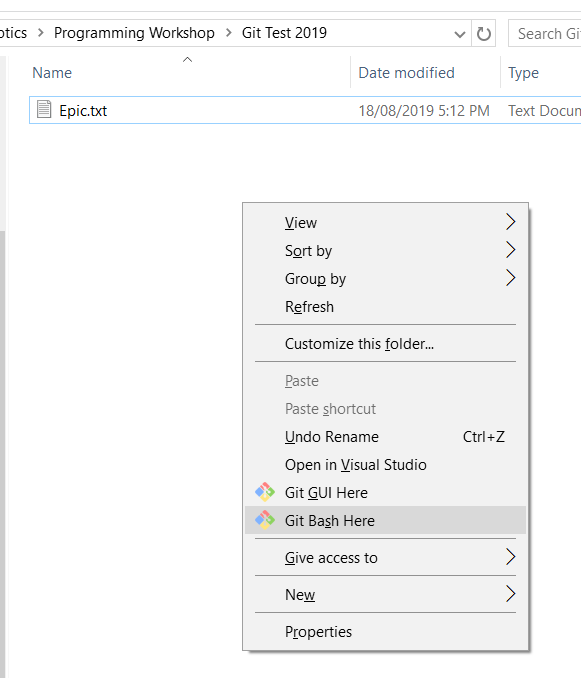 otics > Programming Workshop > Git Test 2019
Search Gi
Name Date modified Type
Epic.txt 18/08/2019 5:12 PM Text Docum
View
Sort by
Group by
Refresh
Customize this folder...
Paste
Paste shortcut
Undo Rename Ctrl+Z
Open in Visual Studio
Git GUI Here
Git Bash Here
Give access to
New
Properties